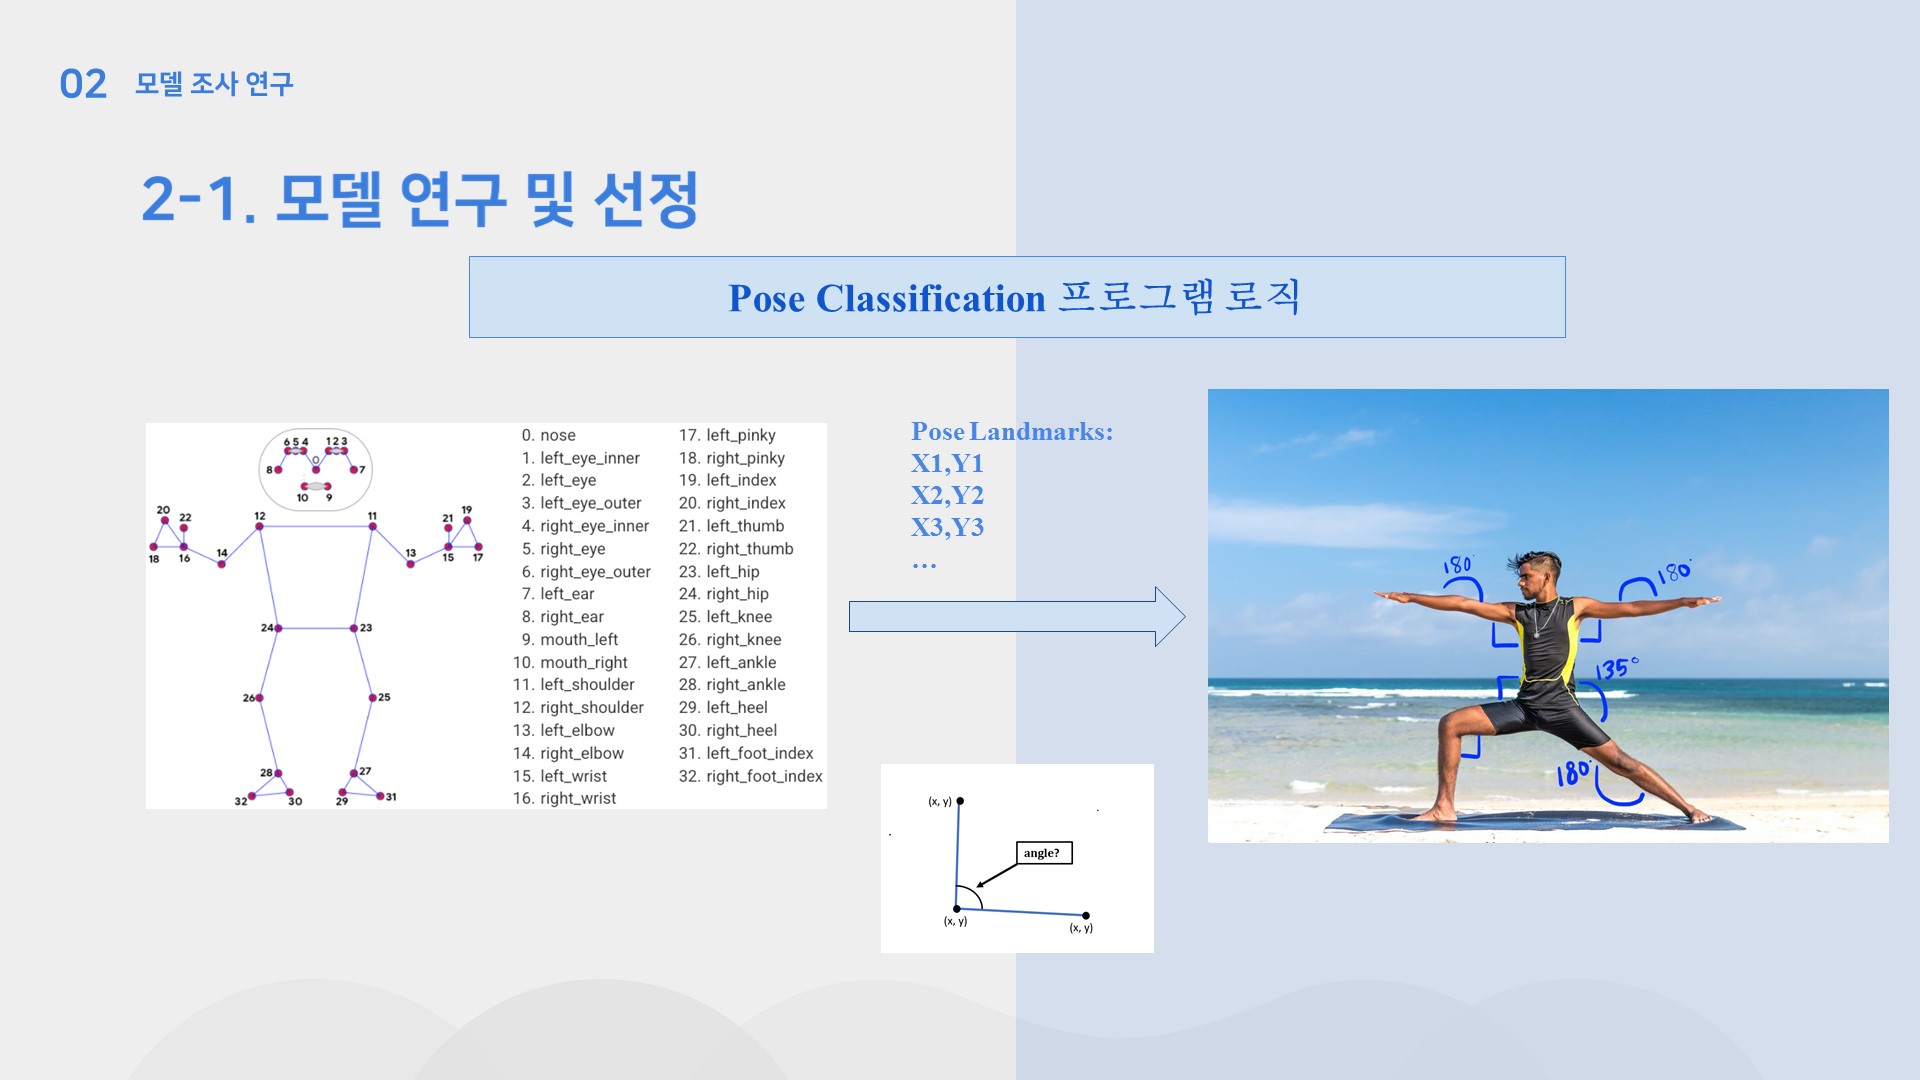 02 모델 조사 연구
2-1. 모델 연구 및 선정
Pose Classification 프로그램 로직
6 5 4 1 2 3
0
8 7
10 9
20 22 12 11 21 19
18 16 14 13 15 17
24 23
26 25
28 27
32 30 29 31
0. nose
1. left_eye_inner
2. left_eye
3. left_eye_outer
4. right_eye_inner
5. right_eye
6. right_eye_outer
7. left_ear
8. right_ear
9. mouth_left
10. mouth_right
11. left_shoulder
12. right_shoulder
13. left_elbow
14. right_elbow
15. left_wrist
16. right_wrist
17. left_pinky
18. right_pinky
19. left_index
20. right_index
21. left_thumb
22. right_thumb
23. left_hip
24. right_hip
25. left_knee
26. right_knee
27. left_ankle
28. right_ankle
29. left_heel
30. right_heel
31. left_foot_index
32. right_foot_index
Pose Landmarks:
X1,Y1
X2,Y2
X3,Y3
…
(x, y)
angle?
(x, y)
(x, y)
180°
180°
135°
180°